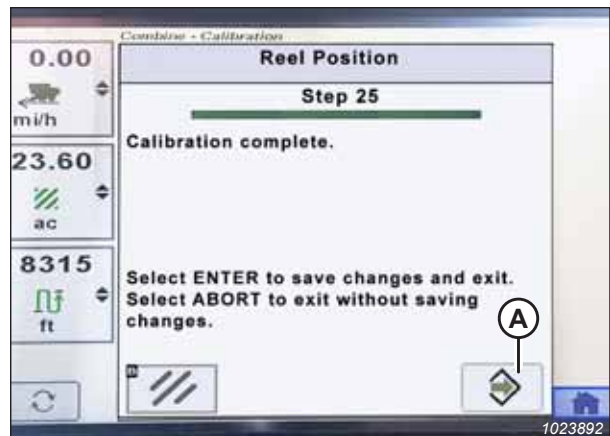 Combine - Calibration
0.00
mi/h
23.60
ac
8315
ft
Reel Position
Step 25
Calibration complete.
Select ENTER to save changes and exit.
Select ABORT to exit without saving
changes.
A
1023892